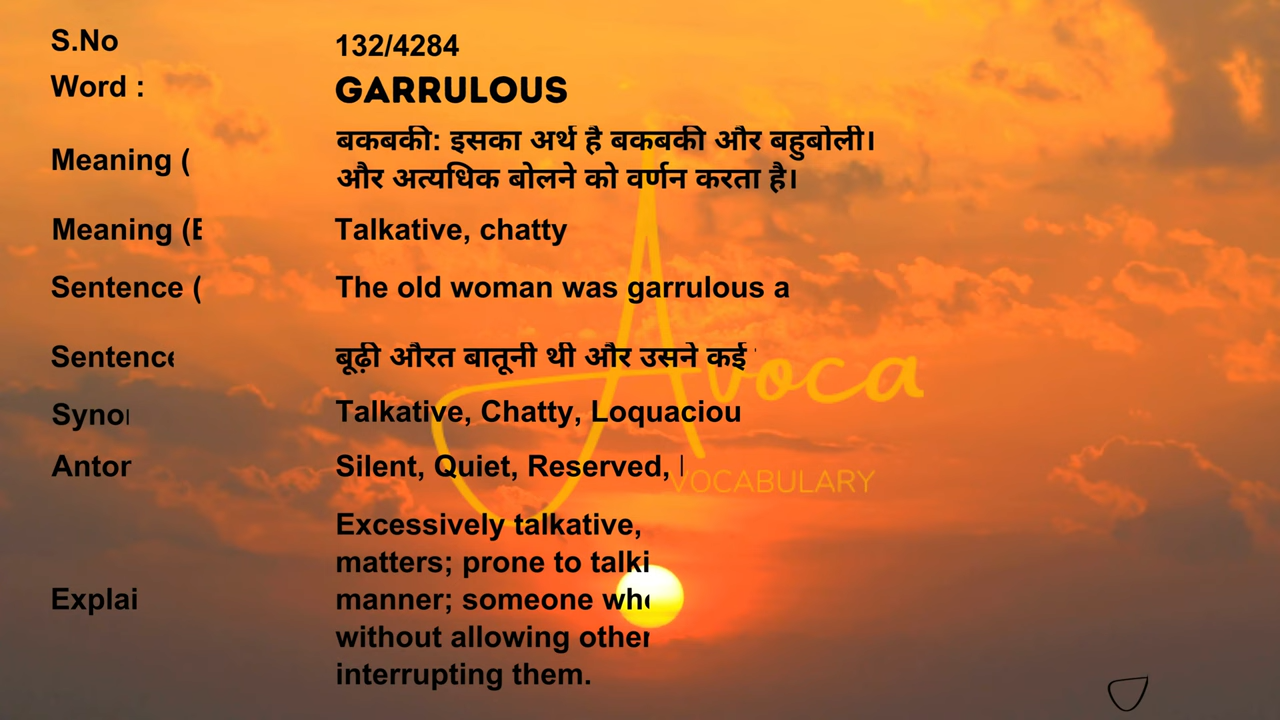 S.No 132/4284
Word : GARRULOUS
Meaning ( बकबकी: इसका अर्थ है बकबकी और बहुबोली।
और अत्यधिक बोलने को वर्णन करता है।
Meaning (E Talkative, chatty
Sentence ( The old woman was garrulous a
Sentence बूढ़ी औरत बातूनी थी और उसने कई
Synon Talkative, Chatty, Loquaciou
Antor Silent, Quiet, Reserved,
Avoca
VOCABULARY
Excessively talkative,
matters; prone to talki
Explai manner; someone who
without allowing other
interrupting them.